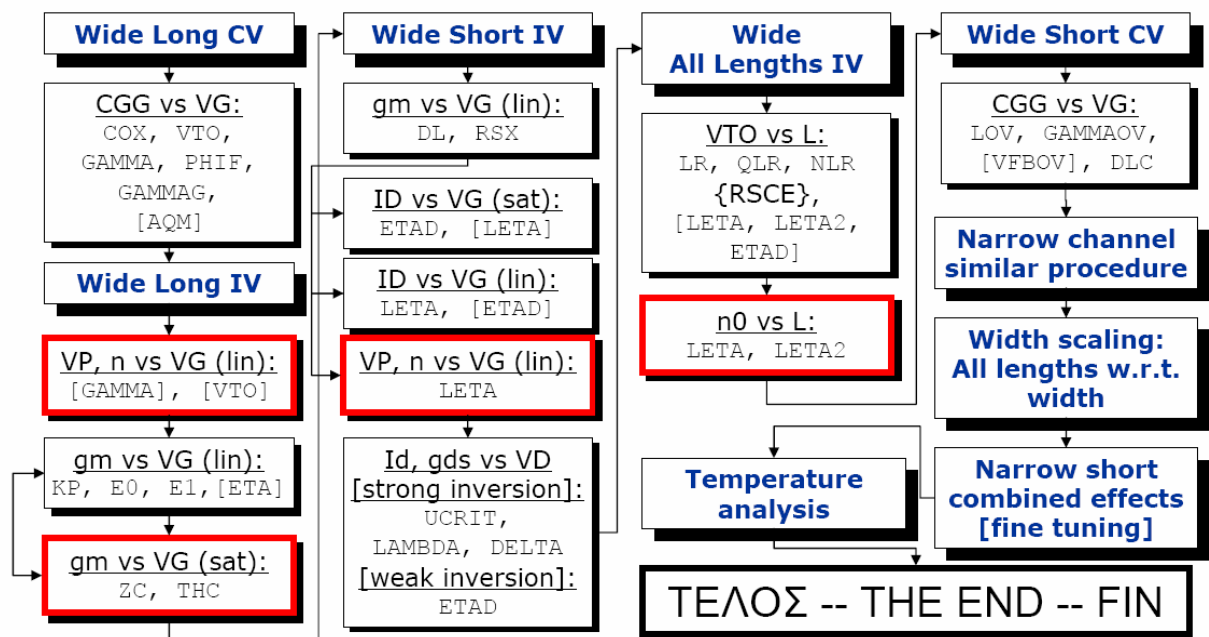 Wide Long CV
CGG vs VG:
COX, VTO,
GAMMA, PHIF,
GAMMAG,
[AQM]
Wide Long IV
VP, n vs VG (lin):
[GAMMA], [VTO]
gm vs VG (lin):
KP, E0, E1,[ETA]
gm vs VG (sat):
ZC, THC
Wide Short IV
gm vs VG (lin):
DL, RSX
ID vs VG (sat):
ETAD, [LETA]
ID vs VG (lin):
LETA, [ETAD]
VP, n vs VG (lin):
LETA
Id, gds vs VD
[strong inversion]:
UCRIT,
LAMBDA, DELTA
[weak inversion]:
ETAD
Wide
All Lengths IV
VTO vs L:
LR, QLR, NLR
{RSCE},
[LETA, LETA2,
ETAD]
n0 vs L:
LETA, LETA2
Wide Short CV
CGG vs VG:
LOV, GAMMAOV,
[VFBOV], DLC
Narrow channel
similar procedure
Width scaling:
All lengths w.r.t.
width
Narrow short
combined effects
[fine tuning]
Temperature
analysis
ΤΕΛΟΣ -- THE END -- FIN